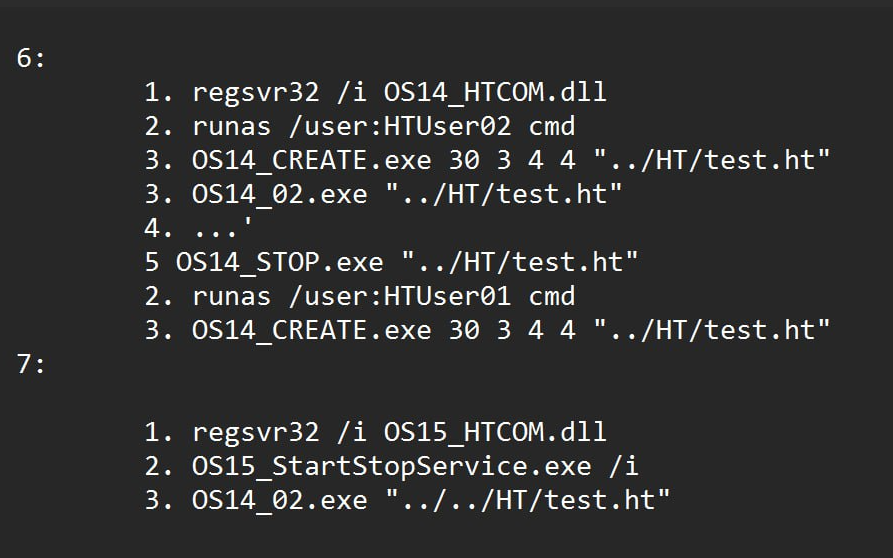 6:
1. regsvr32 /i OS14_HTCOM.dll
2. runas /user:HTUser02 cmd
3. OS14_CREATE.exe 30 3 4 4 "../HT/test.ht"
3. OS14_02.exe "../HT/test.ht"
4. ...'
5 OS14_STOP.exe "../HT/test.ht"
2. runas /user:HTUser01 cmd
3. OS14_CREATE.exe 30 3 4 4 "../HT/test.ht"
7:
1. regsvr32 /i OS15_HTCOM.dll
2. OS15_StartStopService.exe /i
3. OS14_02.exe "../../HT/test.ht"